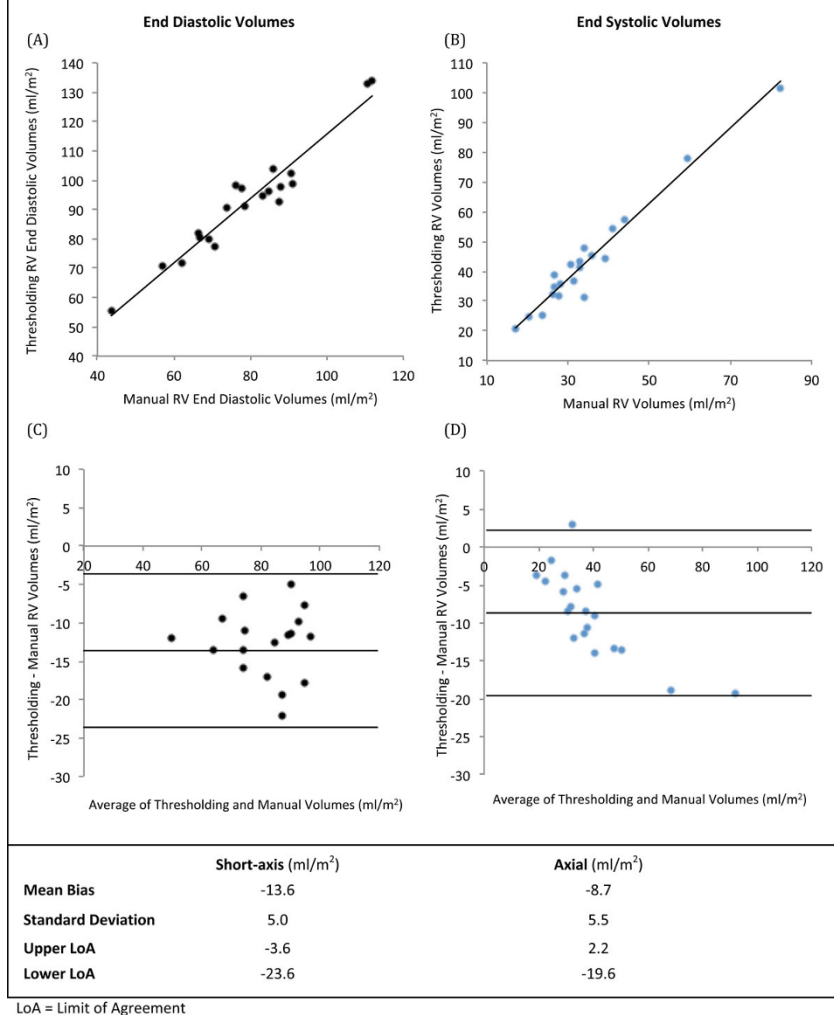 End Diastolic Volumes
End Systolic Volumes
(A)
Thresholding RV End Diastolic Volumes (ml/m²)
140
130
120
110
100
90
80
70
60
50
40
40 60 80 100 120
Manual RV End Diastolic Volumes (ml/m²)
(B)
Thresholding RV Volumes (ml/m²)
110
100
90
80
70
60
50
40
30
20
10
10 30 50 70 90
Manual RV Volumes (ml/m²)
(C)
Thresholding - Manual RV Volumes (ml/m²)
10
5
0
20 40 60 80 100 120
-5
-10
-15
-20
-25
-30
Average of Thresholding and Manual Volumes (ml/m²)
(D)
Thresholding - Manual RV Volumes (ml/m²)
10
5
0
0 20 40 60 80 100 120
-5
-10
-15
-20
-25
-30
Average of Thresholding and Manual Volumes (ml/m²)
Short-axis (ml/m²) Axial (ml/m²)
Mean Bias -13.6 -8.7
Standard Deviation 5.0 5.5
Upper LoA -3.6 2.2
Lower LoA -23.6 -19.6
LoA = Limit of Agreement